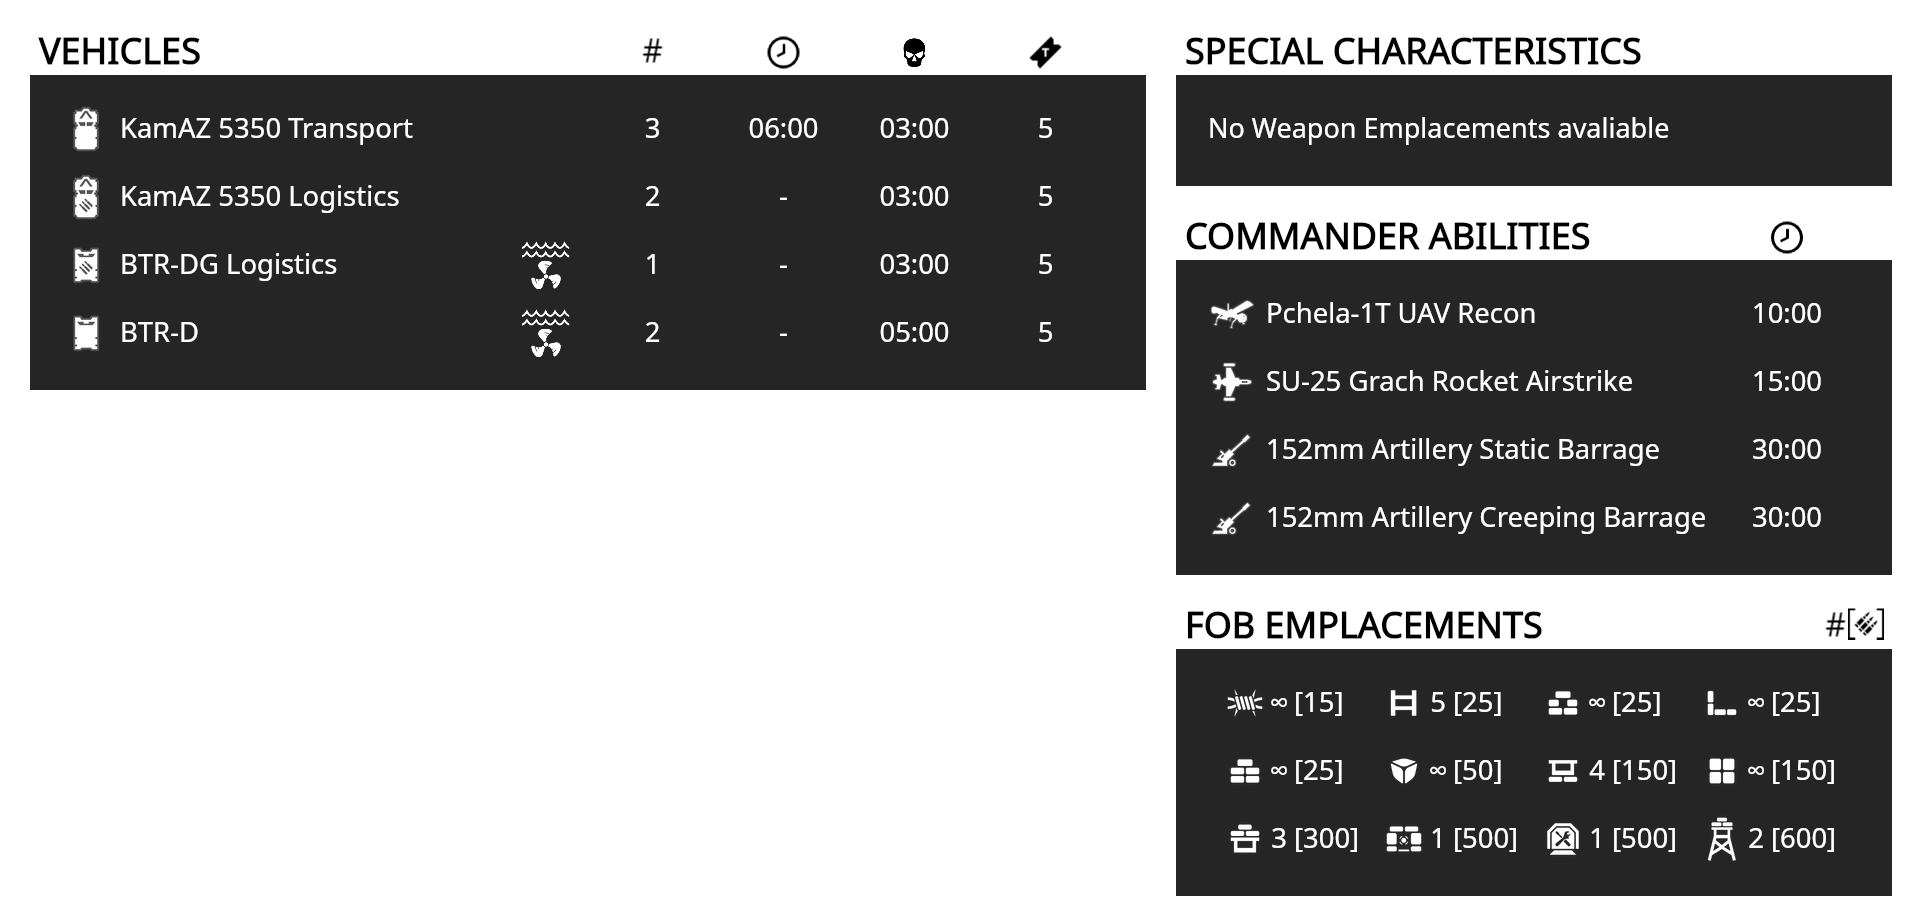 VEHICLES #
KamAZ 5350 Transport 3 06:00 03:00 5
KamAZ 5350 Logistics 2 - 03:00 5
BTR-DG Logistics 1 - 03:00 5
BTR-D 2 - 05:00 5
SPECIAL CHARACTERISTICS
No Weapon Emplacements avaliable
COMMANDER ABILITIES
Pchela-1T UAV Recon 10:00
SU-25 Grach Rocket Airstrike 15:00
152mm Artillery Static Barrage 30:00
152mm Artillery Creeping Barrage 30:00
FOB EMPLACEMENTS #[]
∞ [15] 5 [25] ∞ [25] ∞ [25]
∞ [25] ∞ [50] 4 [150] ∞ [150]
3 [300] 1 [500] 1 [500] 2 [600]